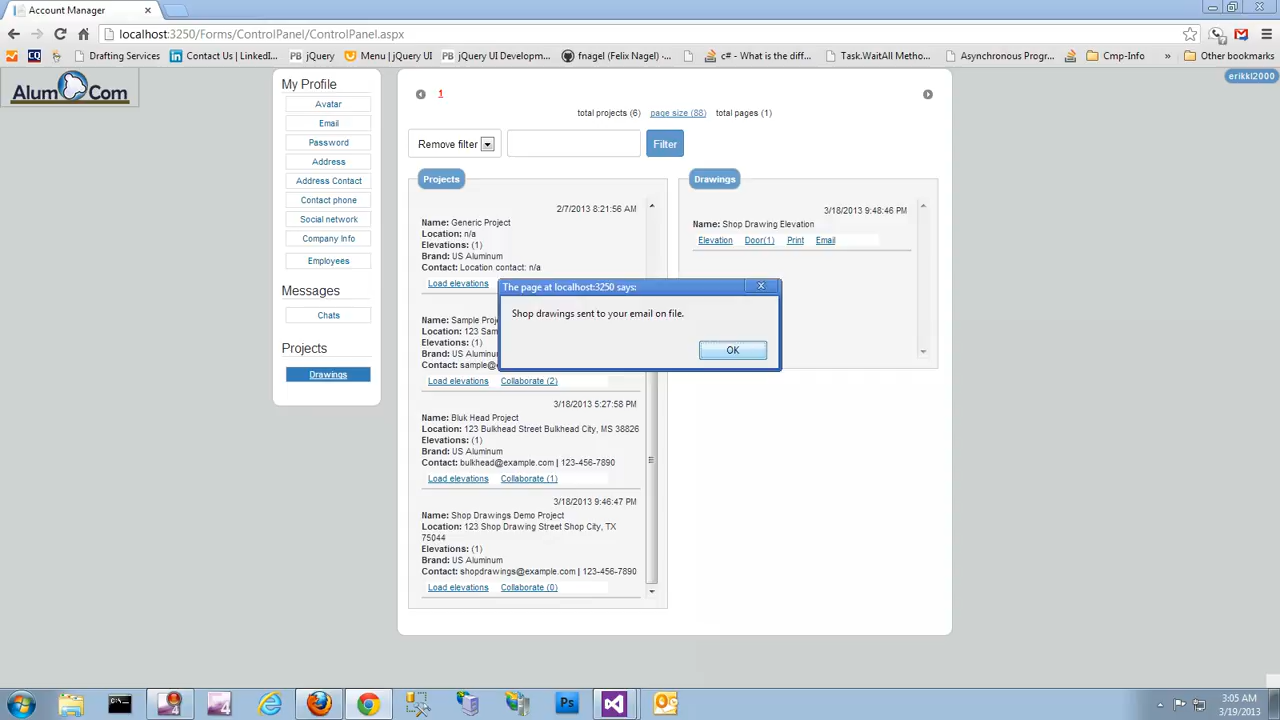 Account Manager
localhost:3250/Forms/ControlPanel/ControlPanel.aspx
Drafting Services
Contact Us | LinkedI...
jQuery
Menu | jQuery UI
jQuery UI Developmen...
fnagel (Felix Nagel) -...
c# - What is the diff...
Task.WaitAll Metho...
Asynchronous Progr...
Cmp-Info
Other bookmarks
Alum Com
erikkl2000
My Profile
Avatar
Email
Password
Address
Address Contact
Contact phone
Social network
Company Info
Employees
Messages
Chats
Projects
Drawings
1
total projects (6) page size (88) total pages (1)
Remove filter
Filter
Projects
2/7/2013 8:21:56 AM
Name: Generic Project
Location: n/a
Elevations: (1)
Brand: US Aluminum
Contact: Location contact: n/a
Load elevations
Name: Sample Proje
Location: 123 Sam
Elevations: (1)
Brand: US Aluminum
Contact: sample@e
Load elevations Collaborate (2)
3/18/2013 5:27:58 PM
Name: Bluk Head Project
Location: 123 Bulkhead Street Bulkhead City, MS 38826
Elevations: (1)
Brand: US Aluminum
Contact: bulkhead@example.com | 123-456-7890
Load elevations Collaborate (1)
3/18/2013 9:46:47 PM
Name: Shop Drawings Demo Project
Location: 123 Shop Drawing Street Shop City, TX
75044
Elevations: (1)
Brand: US Aluminum
Contact: shopdrawings@example.com | 123-456-7890
Load elevations Collaborate (0)
Drawings
3/18/2013 9:48:46 PM
Name: Shop Drawing Elevation
Elevation Door(1) Print Email
The page at localhost:3250 says:
Shop drawings sent to your email on file.
OK
3:05 AM
3/19/2013